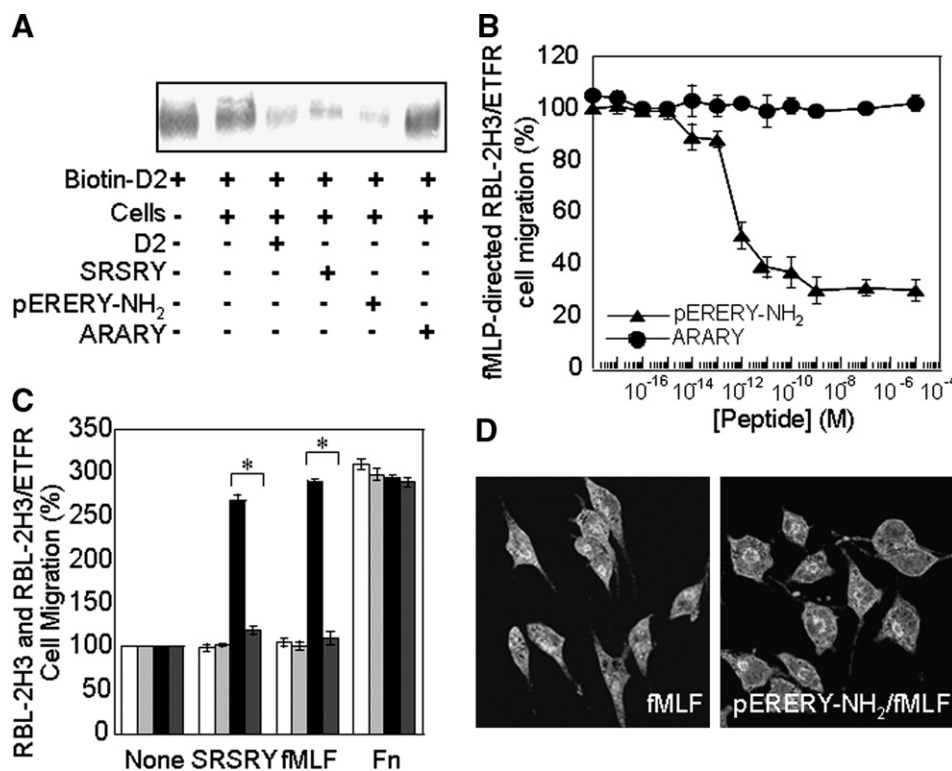 A
Biotin-D2 + + + + + +
Cells - + + + + +
D2 - - + - - -
SRSRY - - - + - -
pERERY-NH2 - - - - + -
ARARY - - - - - +
B
fMLP-directed RBL-2H3/ETFR
cell migration (%)
120
100
80
60
40
20
0
pERERY-NH2
ARARY
10-16 10-14 10-12 10-10 10-8 10-6 10-4
[Peptide] (M)
C
RBL-2H3 and RBL-2H3/ETFR
Cell Migration (%)
350
300
250
200
150
100
50
0
* *
None SRSRY fMLF Fn
D
fMLF
pERERY-NH2/fMLF